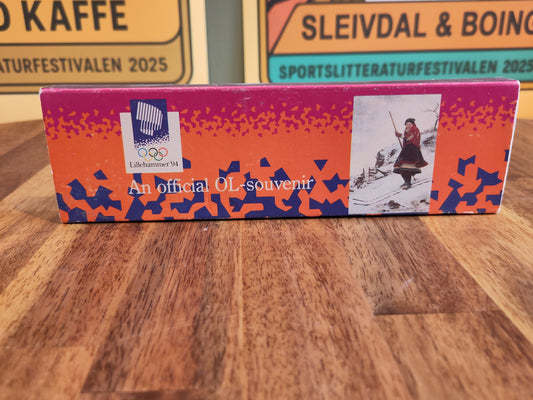 D KAFFE
ATURFESTIVALEN 2025
SLEIVDAL & BOING
SPORTSLITTERATURFESTIVALEN 2025
Lillehammer '94
An official OL-souvenir